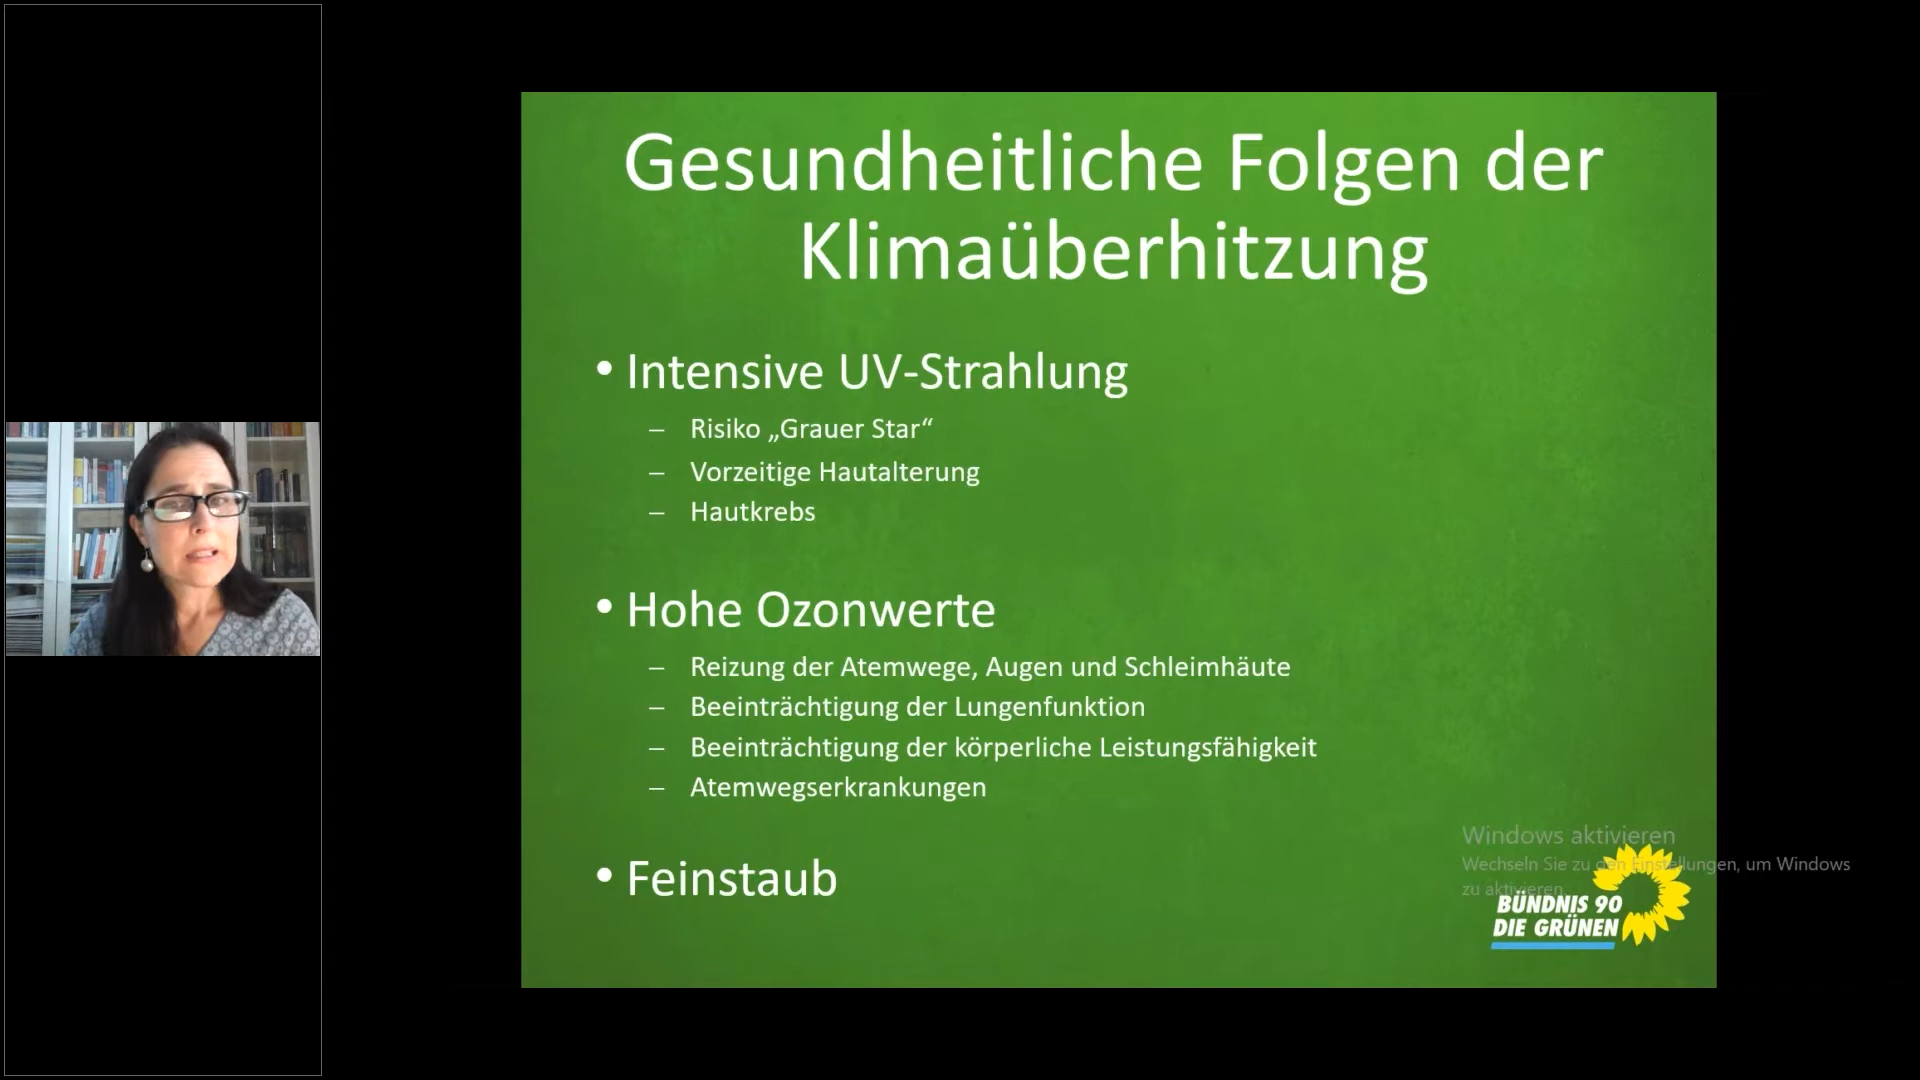 Gesundheitliche Folgen der
Klimaüberhitzung
• Intensive UV-Strahlung
– Risiko „Grauer Star“
– Vorzeitige Hautalterung
– Hautkrebs
• Hohe Ozonwerte
– Reizung der Atemwege, Augen und Schleimhäute
– Beeinträchtigung der Lungenfunktion
– Beeinträchtigung der körperliche Leistungsfähigkeit
– Atemwegserkrankungen
• Feinstaub
Windows aktivieren
Wechseln Sie zu den Einstellungen, um Windows
zu aktivieren.
BÜNDNIS 90
DIE GRÜNEN